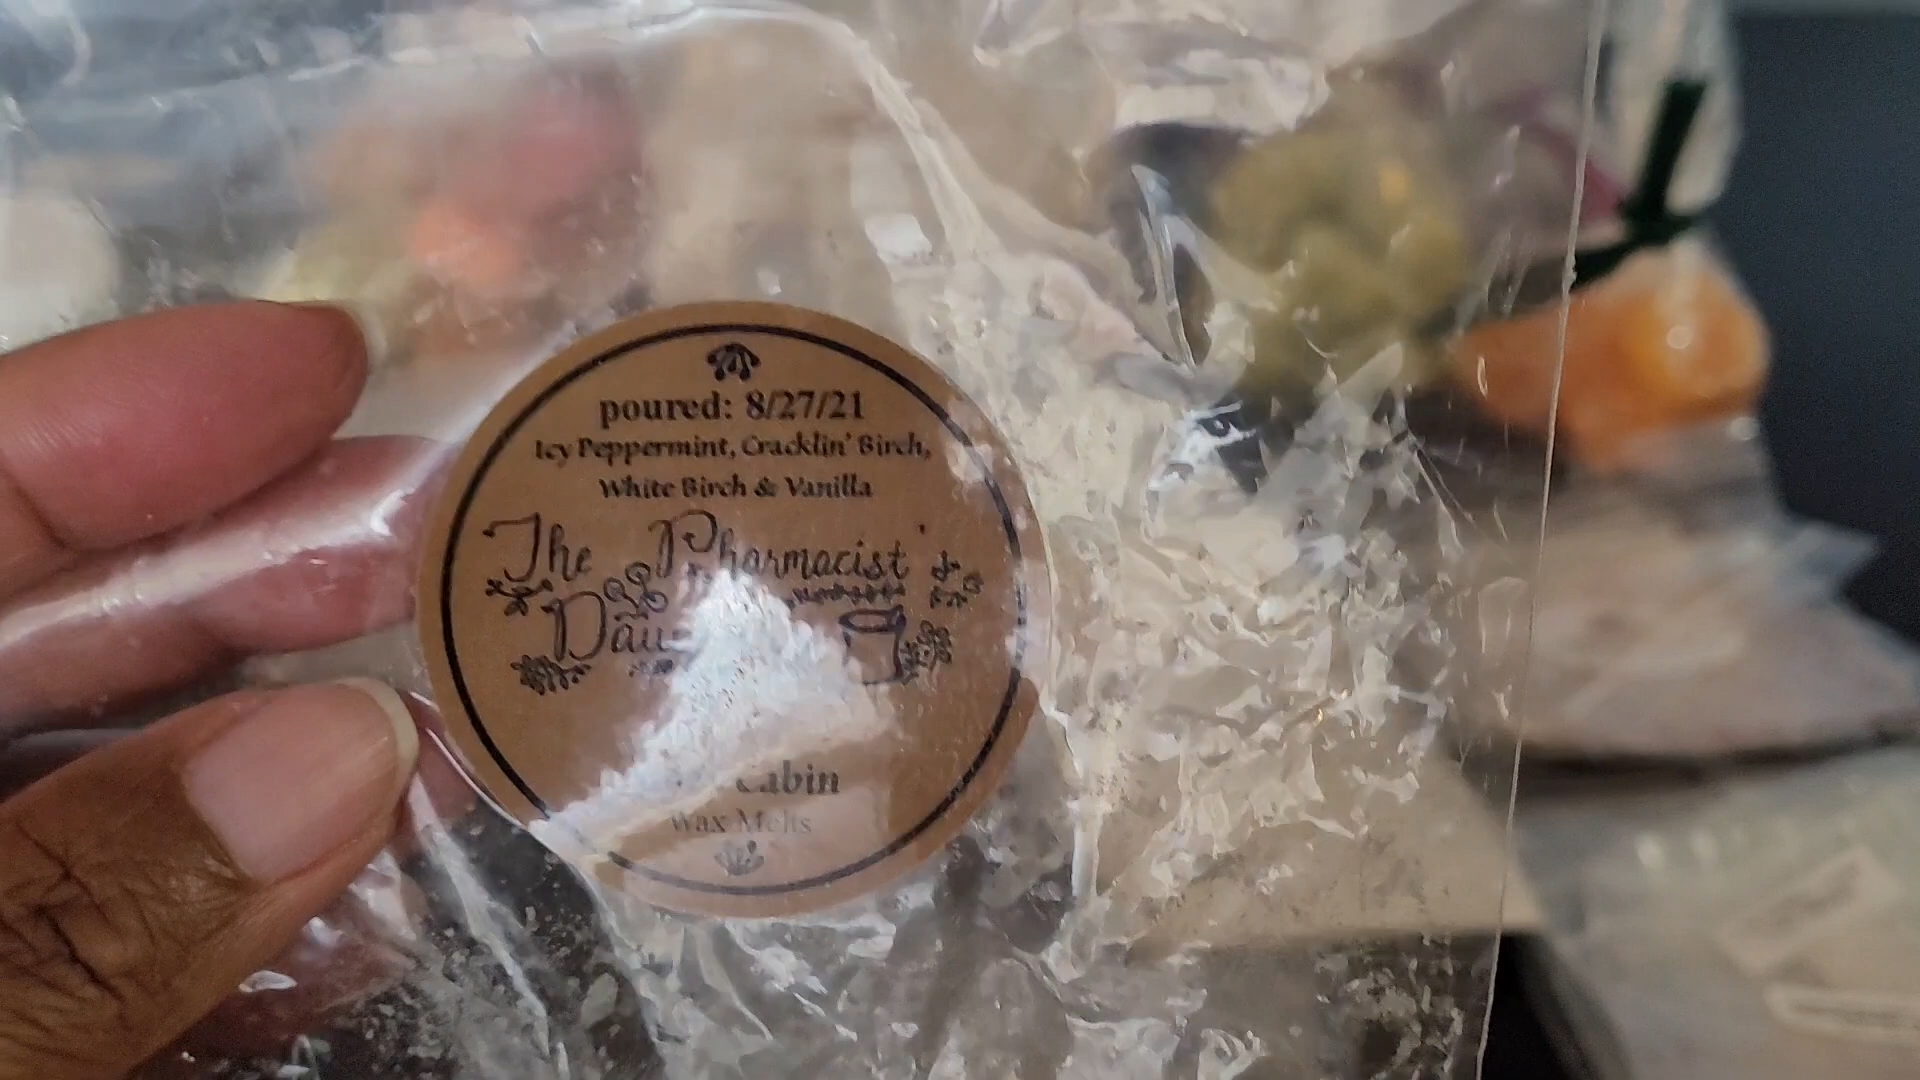 poured: 8/27/21
Icy Peppermint, Cracklin' Birch,
White Birch & Vanilla
The Pharmacist'
Cabin
Wax Melts